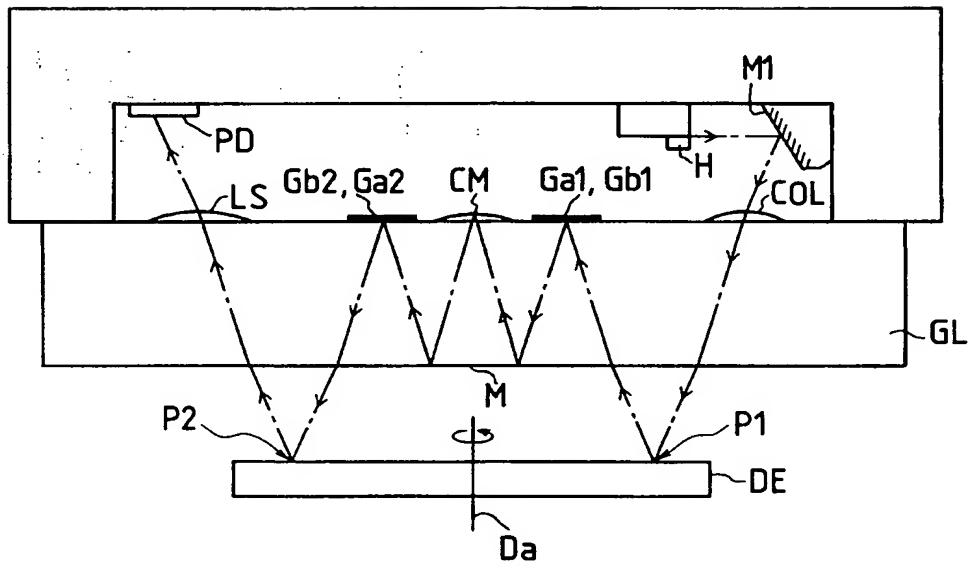 M1
PD
H
Gb2, Ga2
CM
Ga1, Gb1
LS
COL
GL
M
P2
P1
DE
Da